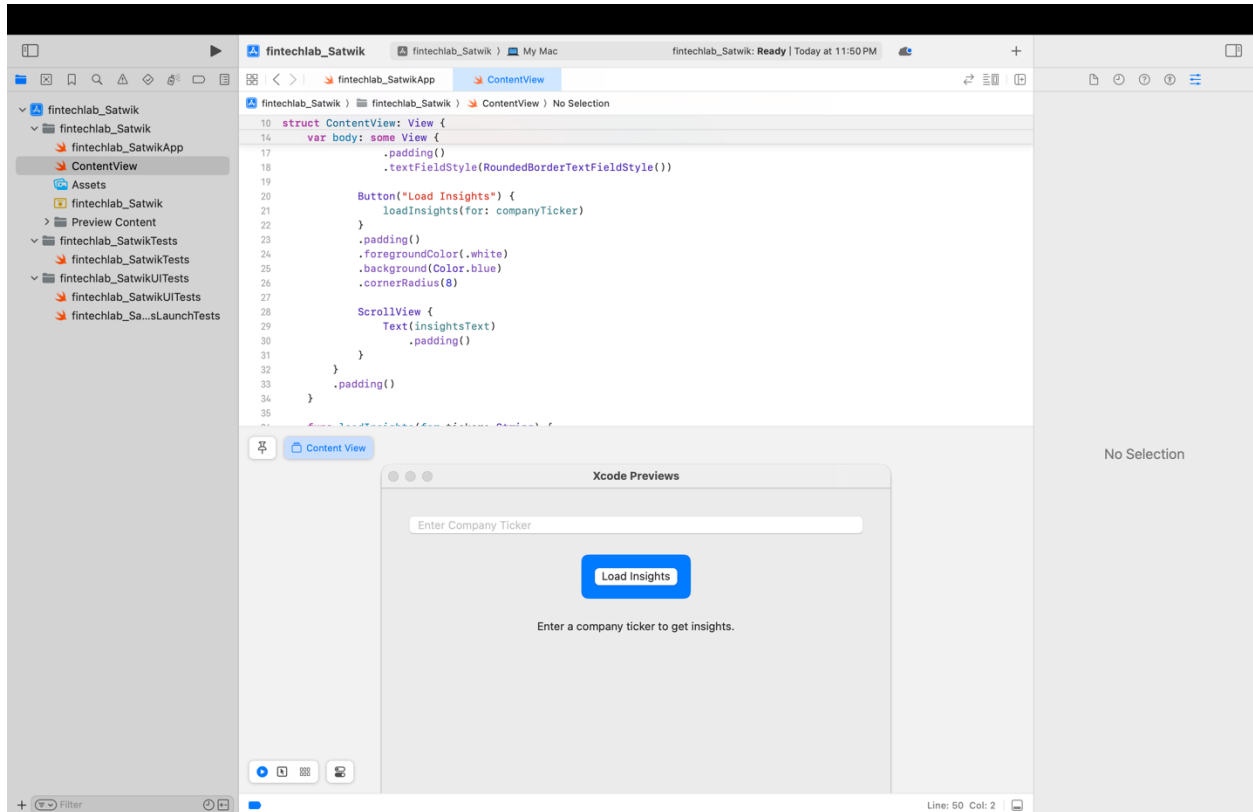 fintechlab_Satwik
fintechlab_Satwik 〉 My Mac
fintechlab_Satwik: Ready | Today at 11:50 PM
fintechlab_SatwikApp
ContentView
fintechlab_Satwik 〉 fintechlab_Satwik 〉 ContentView 〉 No Selection
fintechlab_Satwik
fintechlab_Satwik
fintechlab_SatwikApp
ContentView
Assets
fintechlab_Satwik
Preview Content
fintechlab_SatwikTests
fintechlab_SatwikTests
fintechlab_SatwikUITests
fintechlab_SatwikUITests
fintechlab_Sa...sLaunchTests
10 struct ContentView: View {
14 var body: some View {
17 .padding()
18 .textFieldStyle(RoundedBorderTextFieldStyle())
19
20 Button("Load Insights") {
21 loadInsights(for: companyTicker)
22 }
23 .padding()
24 .foregroundColor(.white)
25 .background(Color.blue)
26 .cornerRadius(8)
27
28 ScrollView {
29 Text(insightsText)
30 .padding()
31 }
32 }
33 .padding()
34 }
35
Content View
Xcode Previews
Enter Company Ticker
Load Insights
Enter a company ticker to get insights.
No Selection
Filter
Line: 50 Col: 2